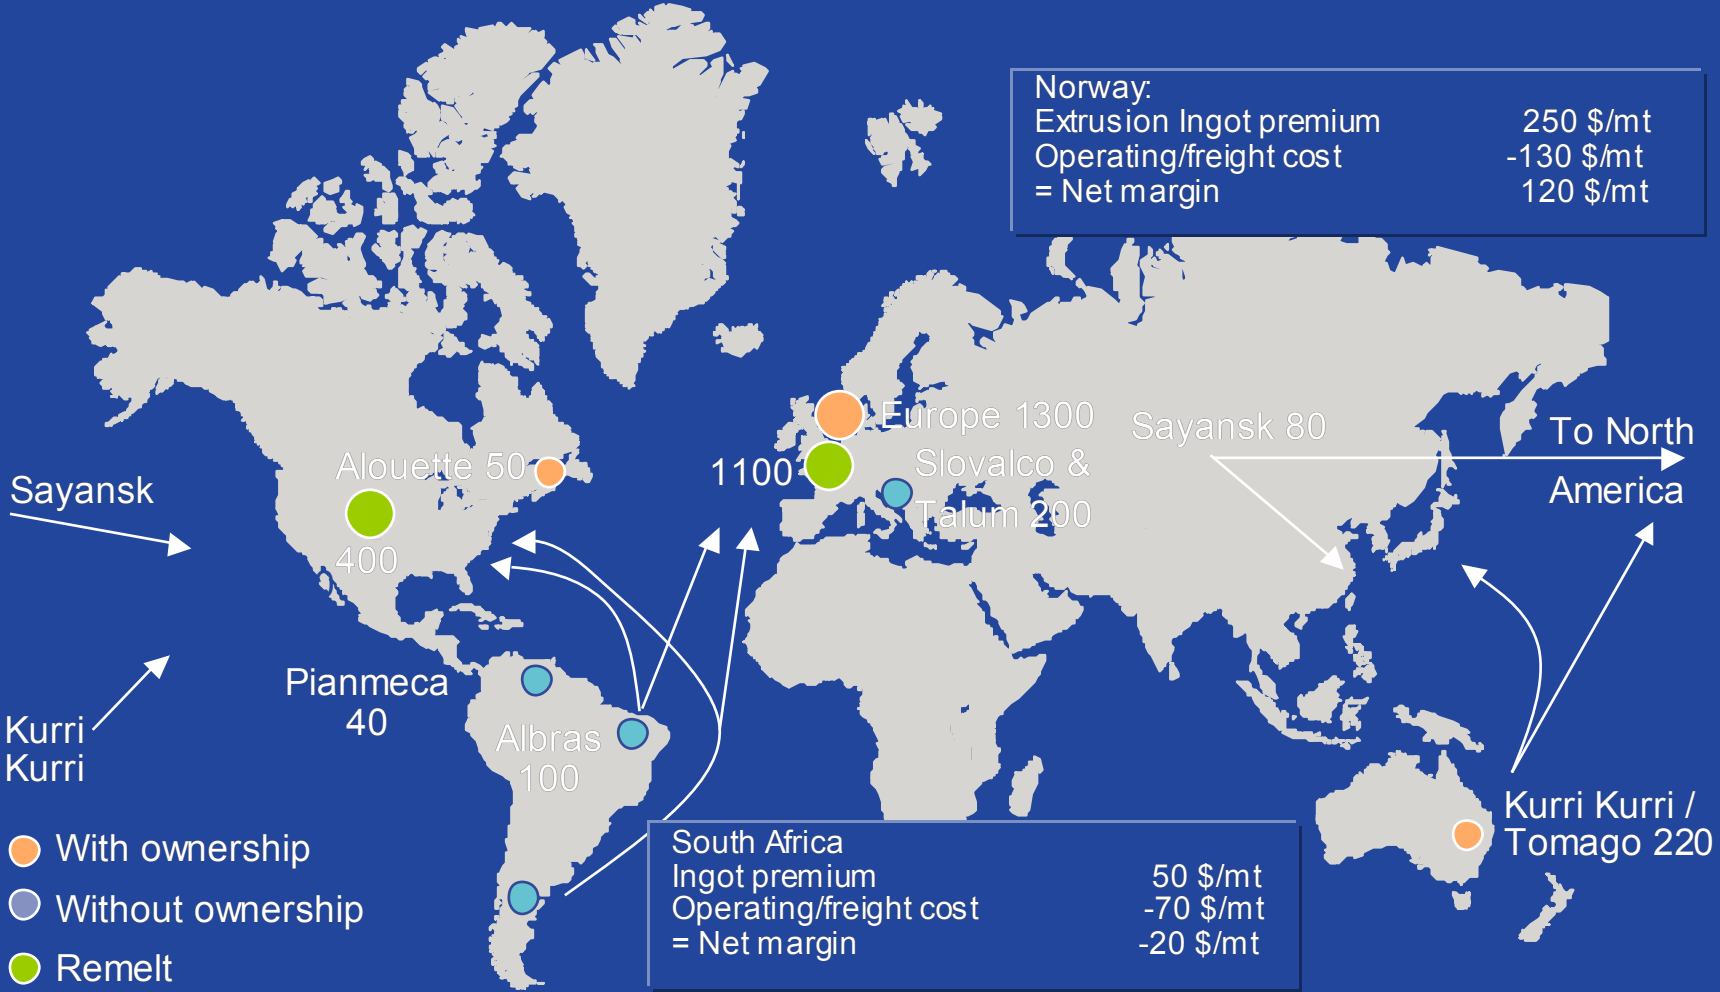 Norway:
Extrusion Ingot premium 250 $/mt
Operating/freight cost -130 $/mt
= Net margin 120 $/mt
Europe 1300
Sayansk 80
To North
America
Alouette 50
1100
Slovalco &
Talum 200
Sayansk
400
Pianmeca
40
Albras
100
Kurri
Kurri
Kurri Kurri /
Tomago 220
With ownership
Without ownership
Remelt
South Africa
Ingot premium 50 $/mt
Operating/freight cost -70 $/mt
= Net margin -20 $/mt